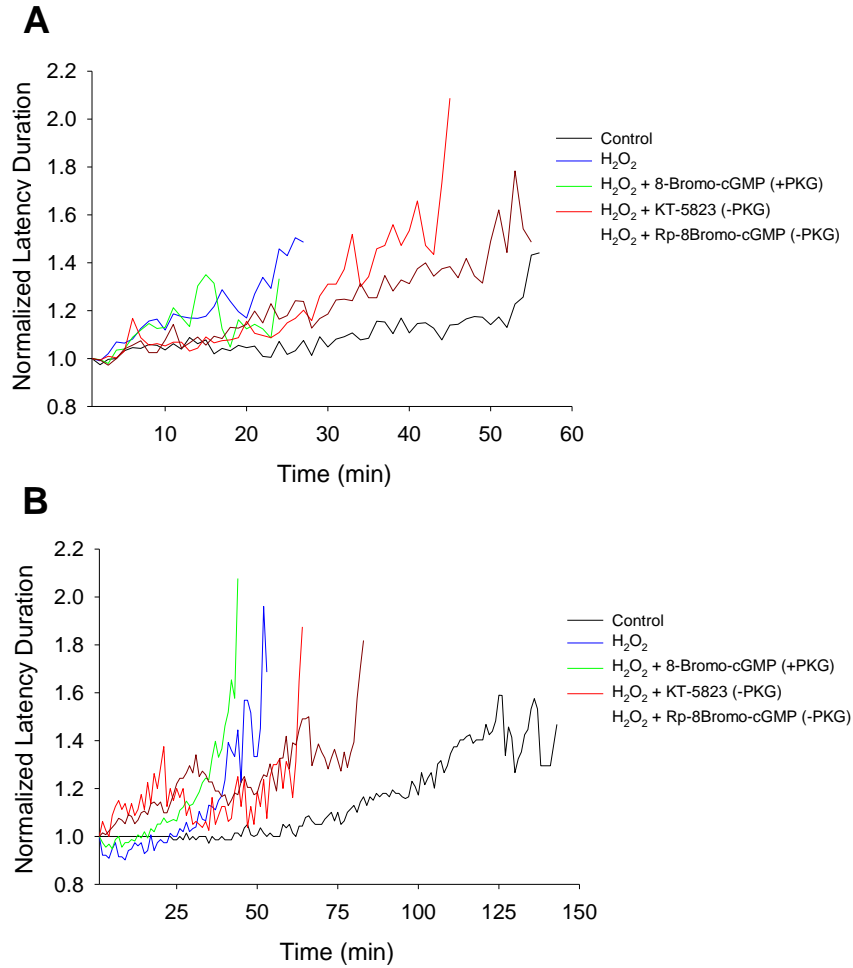 A
Normalized Latency Duration
2.2
2.0
1.8
1.6
1.4
1.2
1.0
0.8
10
20
30
40
50
60
Time (min)
Control
H₂O₂
H₂O₂ + 8-Bromo-cGMP (+PKG)
H₂O₂ + KT-5823 (-PKG)
H₂O₂ + Rp-8Bromo-cGMP (-PKG)
B
Normalized Latency Duration
2.2
2.0
1.8
1.6
1.4
1.2
1.0
0.8
25
50
75
100
125
150
Time (min)
Control
H₂O₂
H₂O₂ + 8-Bromo-cGMP (+PKG)
H₂O₂ + KT-5823 (-PKG)
H₂O₂ + Rp-8Bromo-cGMP (-PKG)